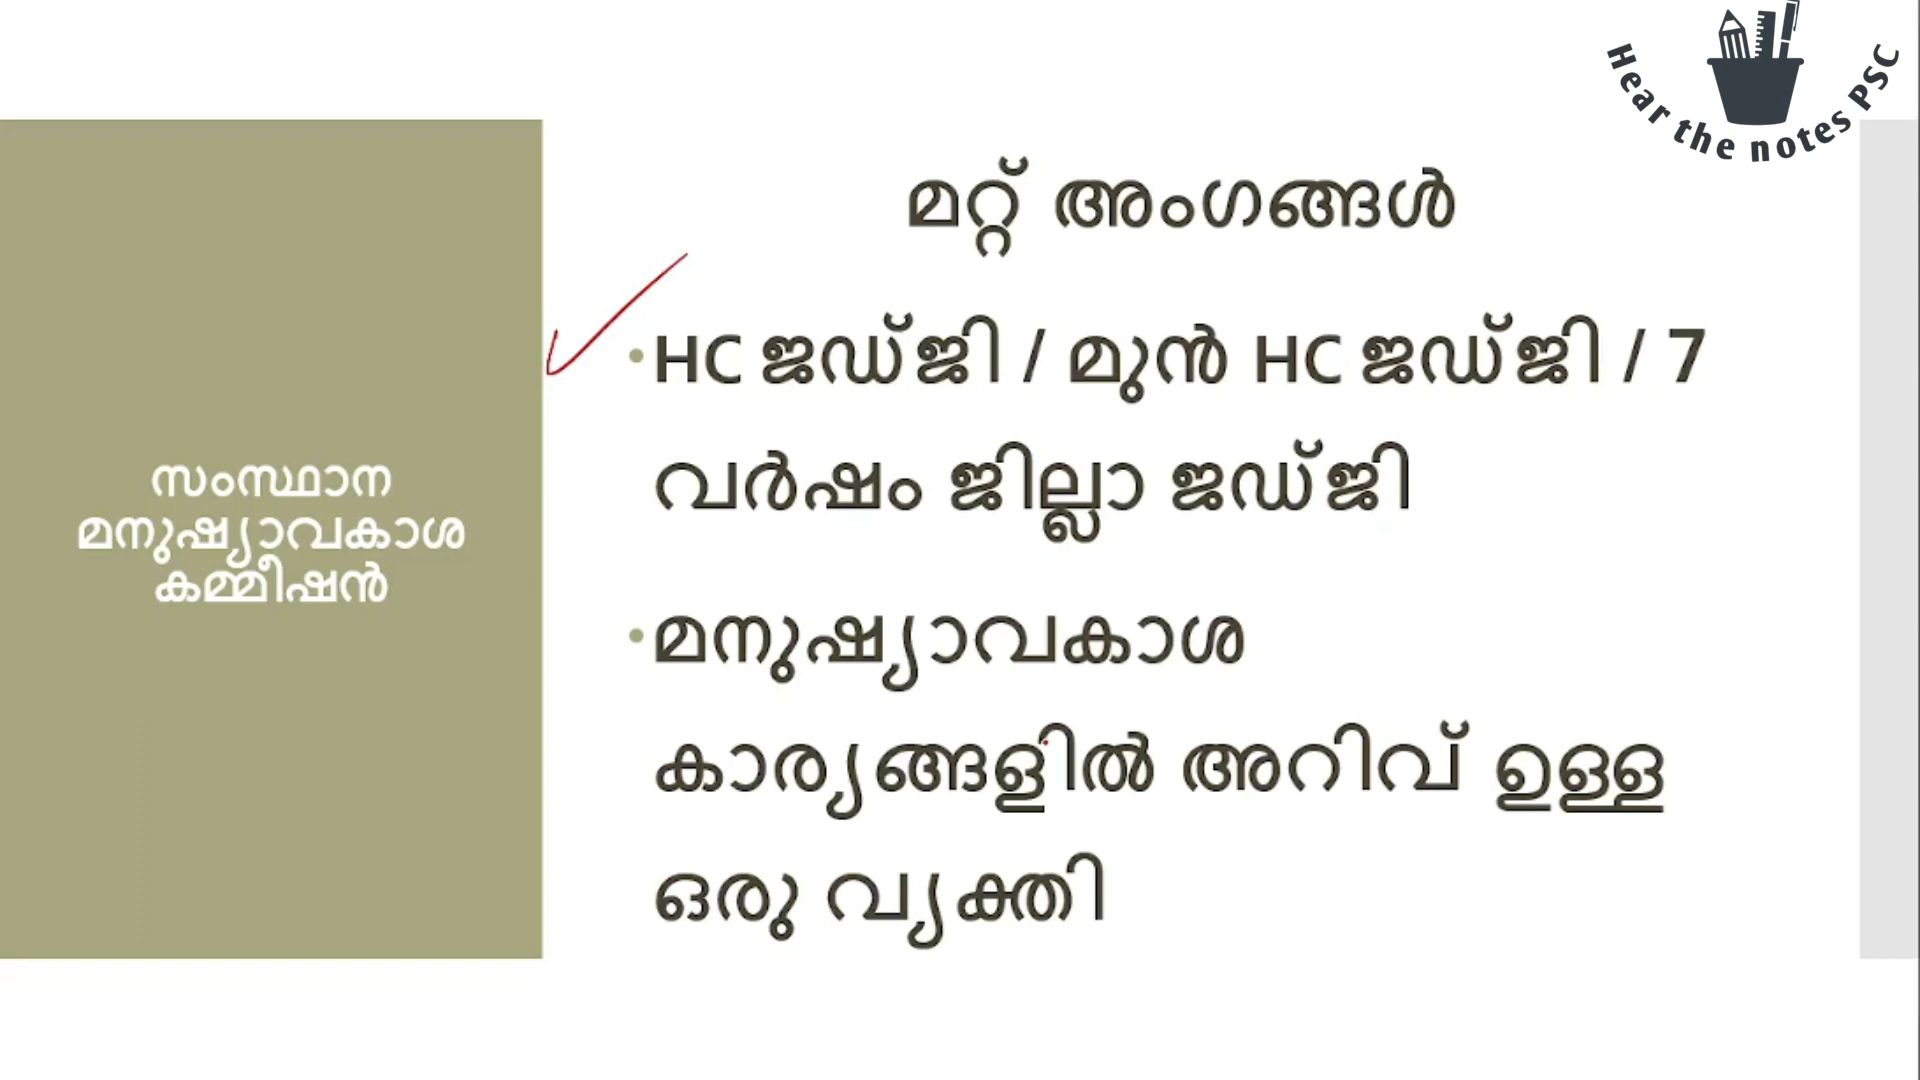 Hear the notes PSC
മറ്റ് അംഗങ്ങൾ
•HC ജഡ്ജി / മുൻ HC ജഡ്ജി / 7
വർഷം ജില്ലാ ജഡ്ജി
•മനുഷ്യാവകാശ
കാര്യങ്ങളിൽ അറിവ് ഉള്ള
ഒരു വ്യക്തി
സംസ്ഥാന
മനുഷ്യാവകാശ
കമ്മീഷൻ